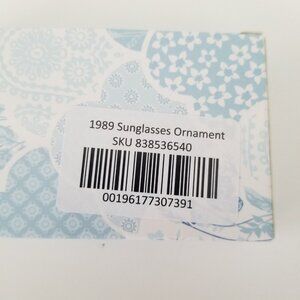 1989 Sunglasses Ornament
SKU 838536540
00196177307391